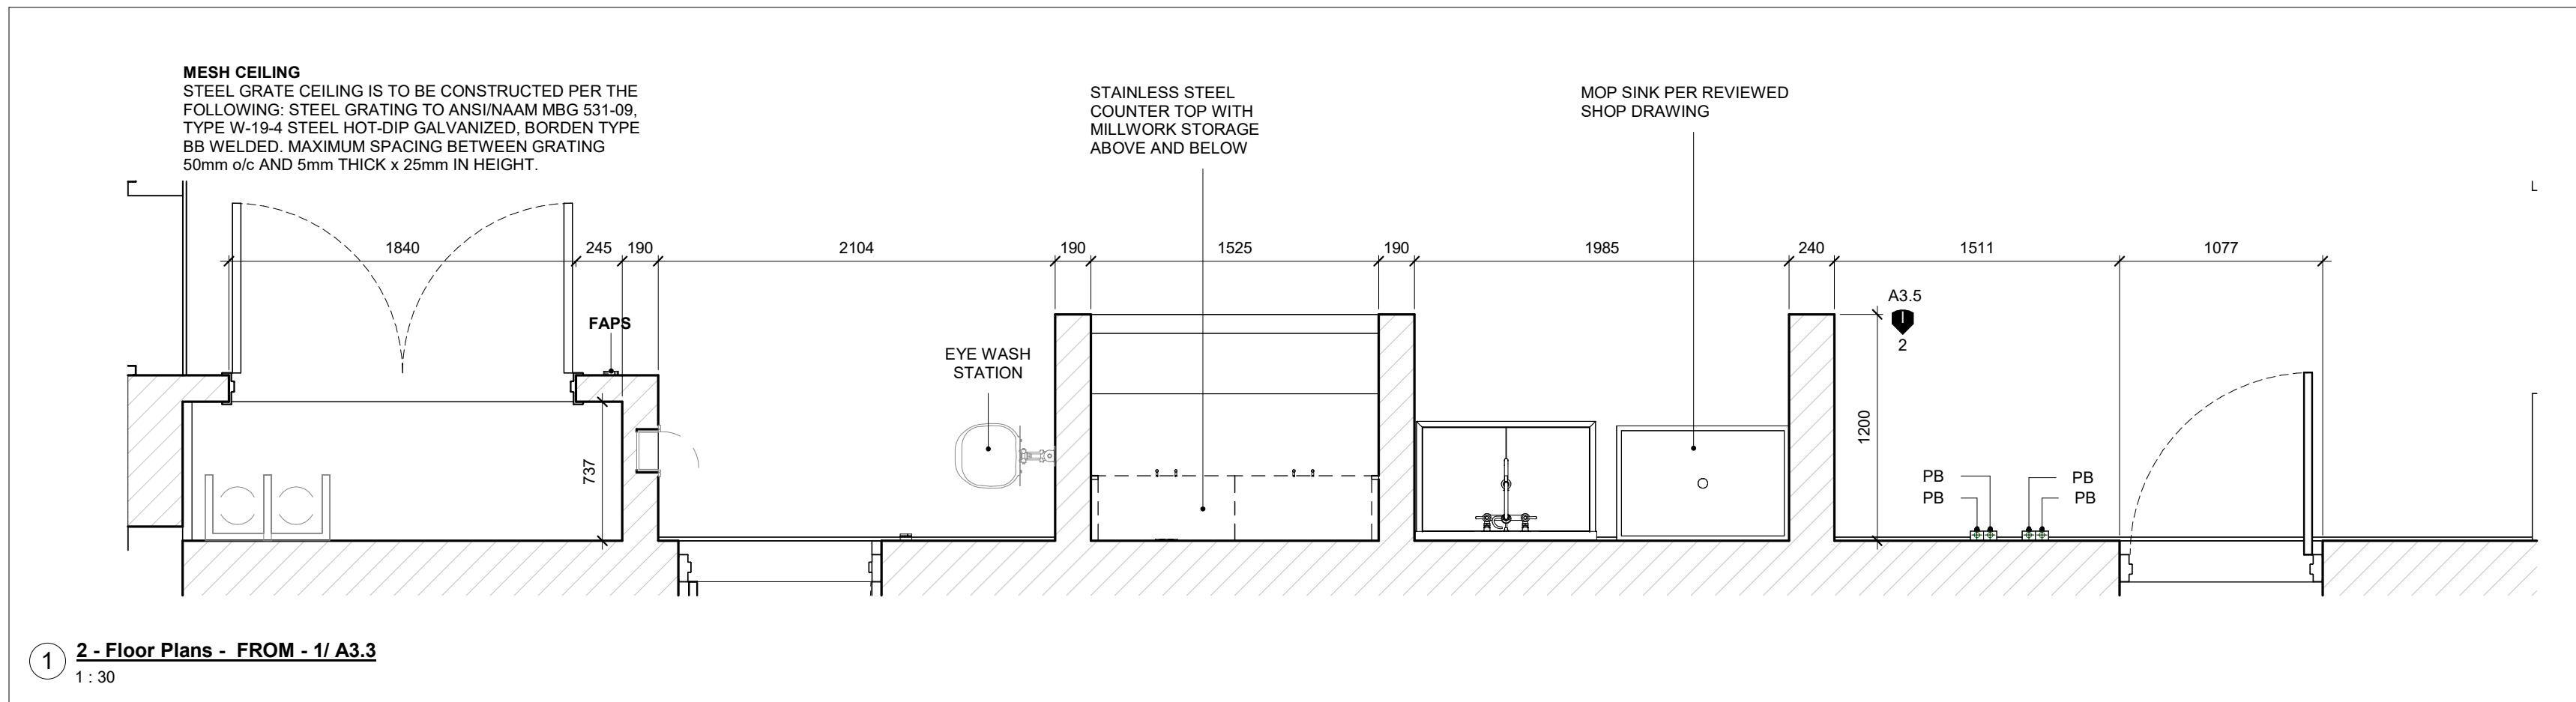 MESH CEILING
STEEL GRATE CEILING IS TO BE CONSTRUCTED PER THE
FOLLOWING: STEEL GRATING TO ANSI/NAAM MBG 531-09,
TYPE W-19-4 STEEL HOT-DIP GALVANIZED, BORDEN TYPE
BB WELDED. MAXIMUM SPACING BETWEEN GRATING
50mm o/c AND 5mm THICK x 25mm IN HEIGHT.
STAINLESS STEEL
COUNTER TOP WITH
MILLWORK STORAGE
ABOVE AND BELOW
MOP SINK PER REVIEWED
SHOP DRAWING
1840
245
190
2104
190
1525
190
1985
240
1511
1077
A3.5
1
2
FAPS
EYE WASH
STATION
1200
737
PB
PB
PB
PB
1
2 - Floor Plans - FROM - 1/ A3.3
1 : 30